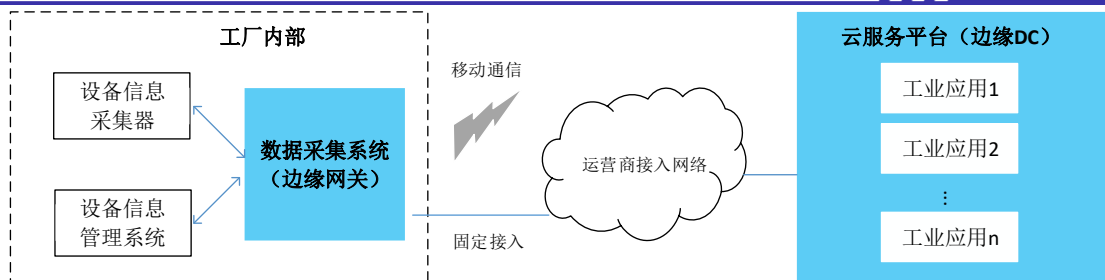 工厂内部
设备信息
采集器
设备信息
管理系统
数据采集系统
（边缘网关）
移动通信
固定接入
运营商接入网络
云服务平台（边缘DC）
工业应用1
工业应用2
⋮
工业应用n